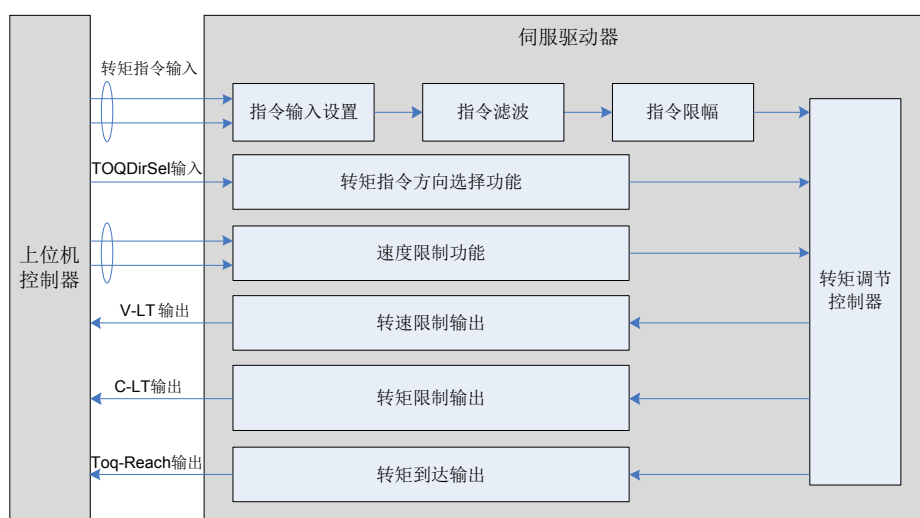 伺服驱动器
转矩指令输入
指令输入设置
指令滤波
指令限幅
TOQDirSel输入
转矩指令方向选择功能
上位机
控制器
速度限制功能
转矩调节
控制器
V-LT 输出
转速限制输出
C-LT输出
转矩限制输出
Toq-Reach输出
转矩到达输出